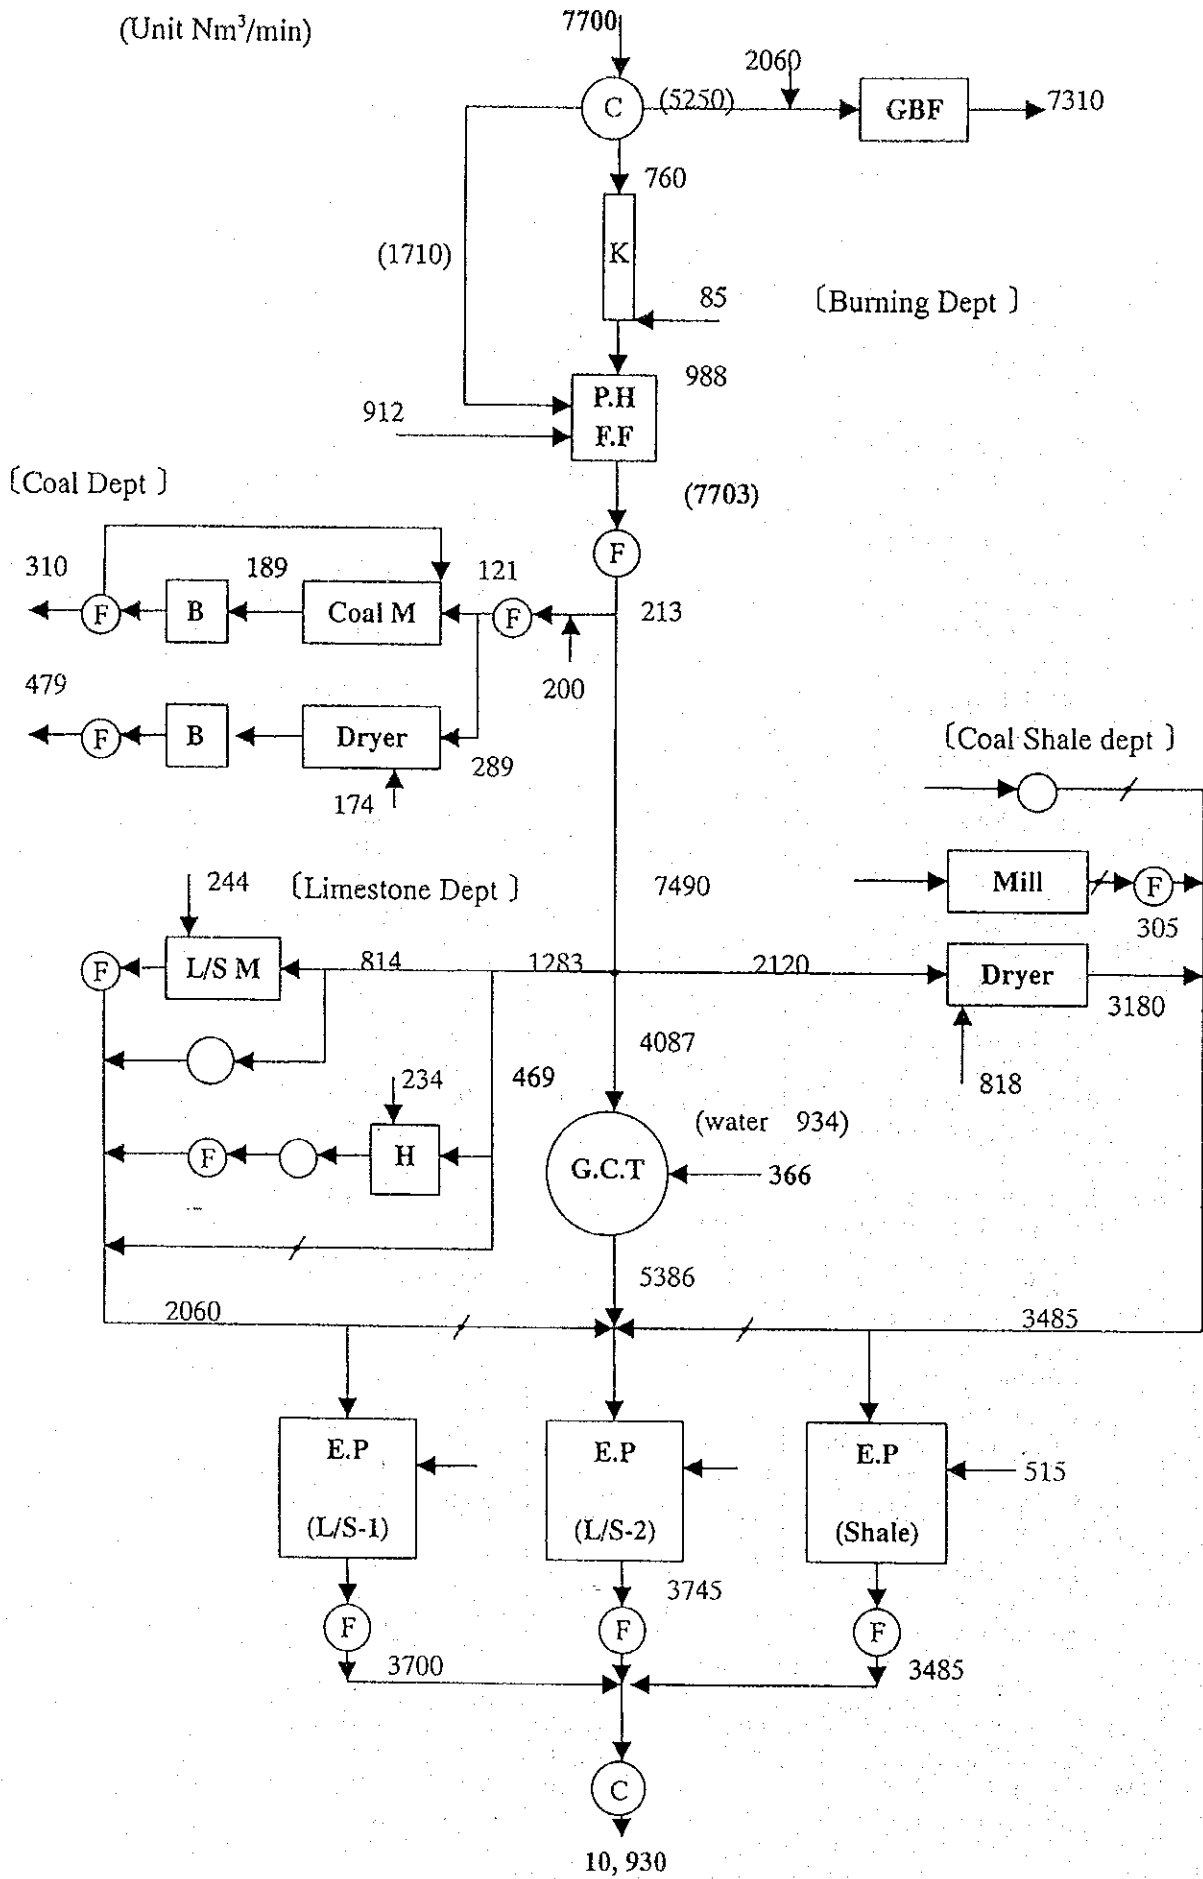 (Unit Nm³/min)
7700
2060
C
(5250)
GBF
7310
760
(1710)
K
85
〔Burning Dept 〕
988
P.H
F.F
912
〔Coal Dept 〕
(7703)
F
310
F
B
189
Coal M
121
F
213
200
479
F
B
Dryer
289
174
〔Coal Shale dept 〕
244
〔Limestone Dept 〕
7490
Mill
F
305
F
L/S M
814
1283
2120
Dryer
3180
4087
818
234
469
(water 934)
F
H
G.C.T
366
5386
2060
3485
E.P
(L/S-1)
E.P
(L/S-2)
E.P
(Shale)
515
3745
F
F
F
3700
3485
C
10, 930